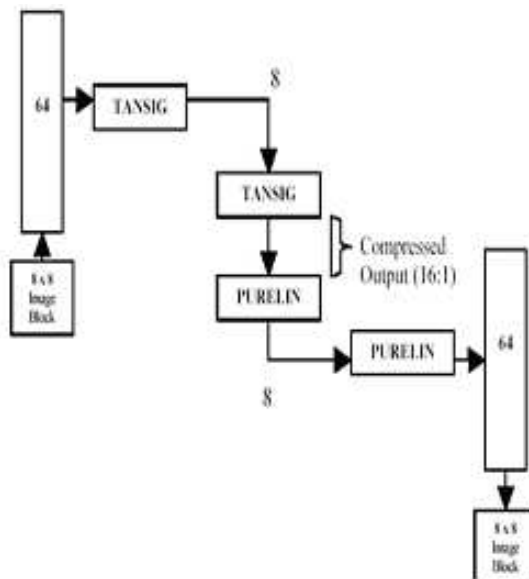 64
TANSIG
8
TANSIG
Compressed
Output (16:1)
8 x 8
Image
Block
PURELIN
PURELIN
64
8
8 x 8
Image
Block